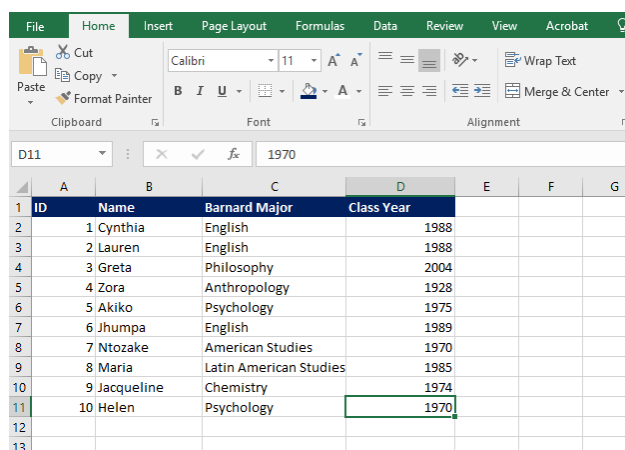 File Home Insert Page Layout Formulas Data Review View Acrobat
Cut
Copy
Format Painter
Paste
Calibri 11 A A
B I U A
Wrap Text
Merge & Center
Clipboard Font Alignment
D11 fx 1970
A B C D E F G
1 ID Name Barnard Major Class Year
2 1 Cynthia English 1988
3 2 Lauren English 1988
4 3 Greta Philosophy 2004
5 4 Zora Anthropology 1928
6 5 Akiko Psychology 1975
7 6 Jhumpa English 1989
8 7 Ntozake American Studies 1970
9 8 Maria Latin American Studies 1985
10 9 Jacqueline Chemistry 1974
11 10 Helen Psychology 1970
12
13